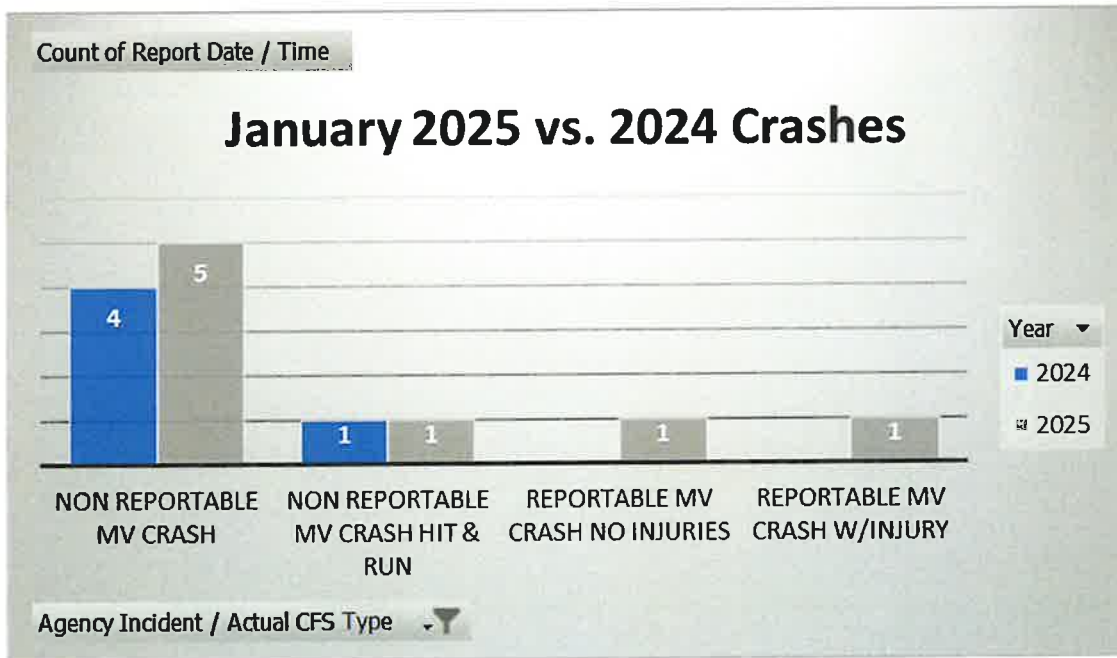 Count of Report Date / Time
January 2025 vs. 2024 Crashes
5
4
1
1
1
1
Year
2024
2025
NON REPORTABLE
MV CRASH
NON REPORTABLE
MV CRASH HIT &
RUN
REPORTABLE MV
CRASH NO INJURIES
REPORTABLE MV
CRASH W/INJURY
Agency Incident / Actual CFS Type